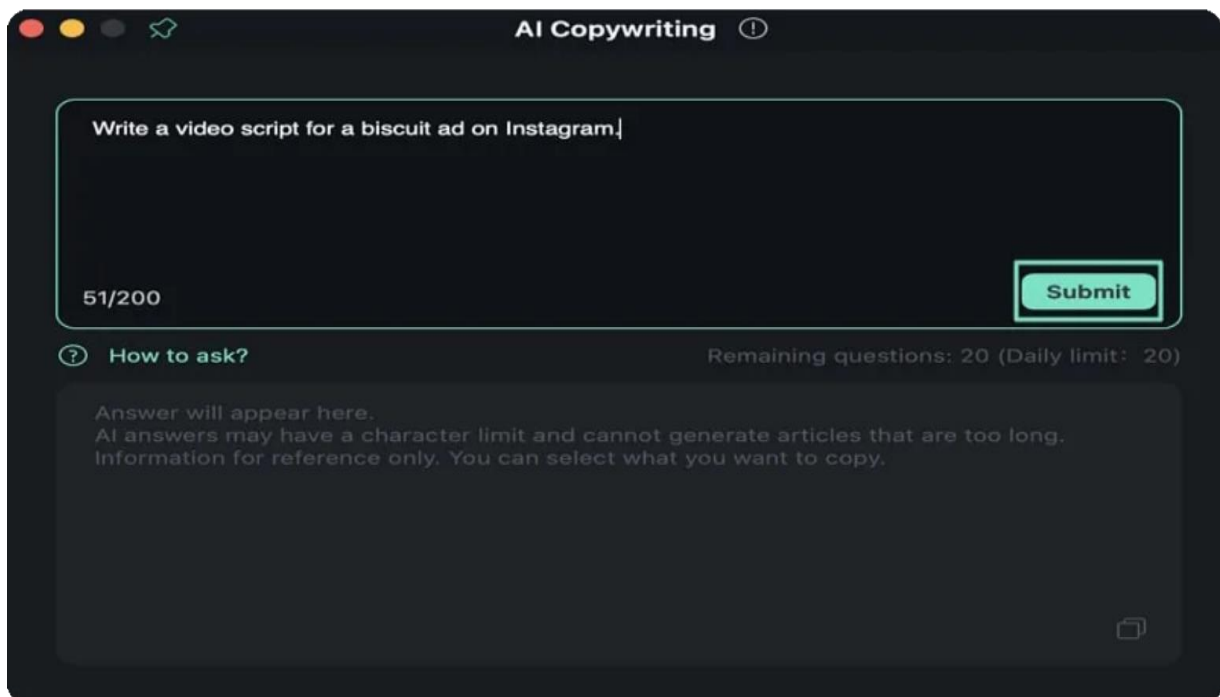 AI Copywriting
Write a video script for a biscuit ad on Instagram.
51/200
Submit
How to ask?
Remaining questions: 20 (Daily limit: 20)
Answer will appear here.
AI answers may have a character limit and cannot generate articles that are too long.
Information for reference only. You can select what you want to copy.